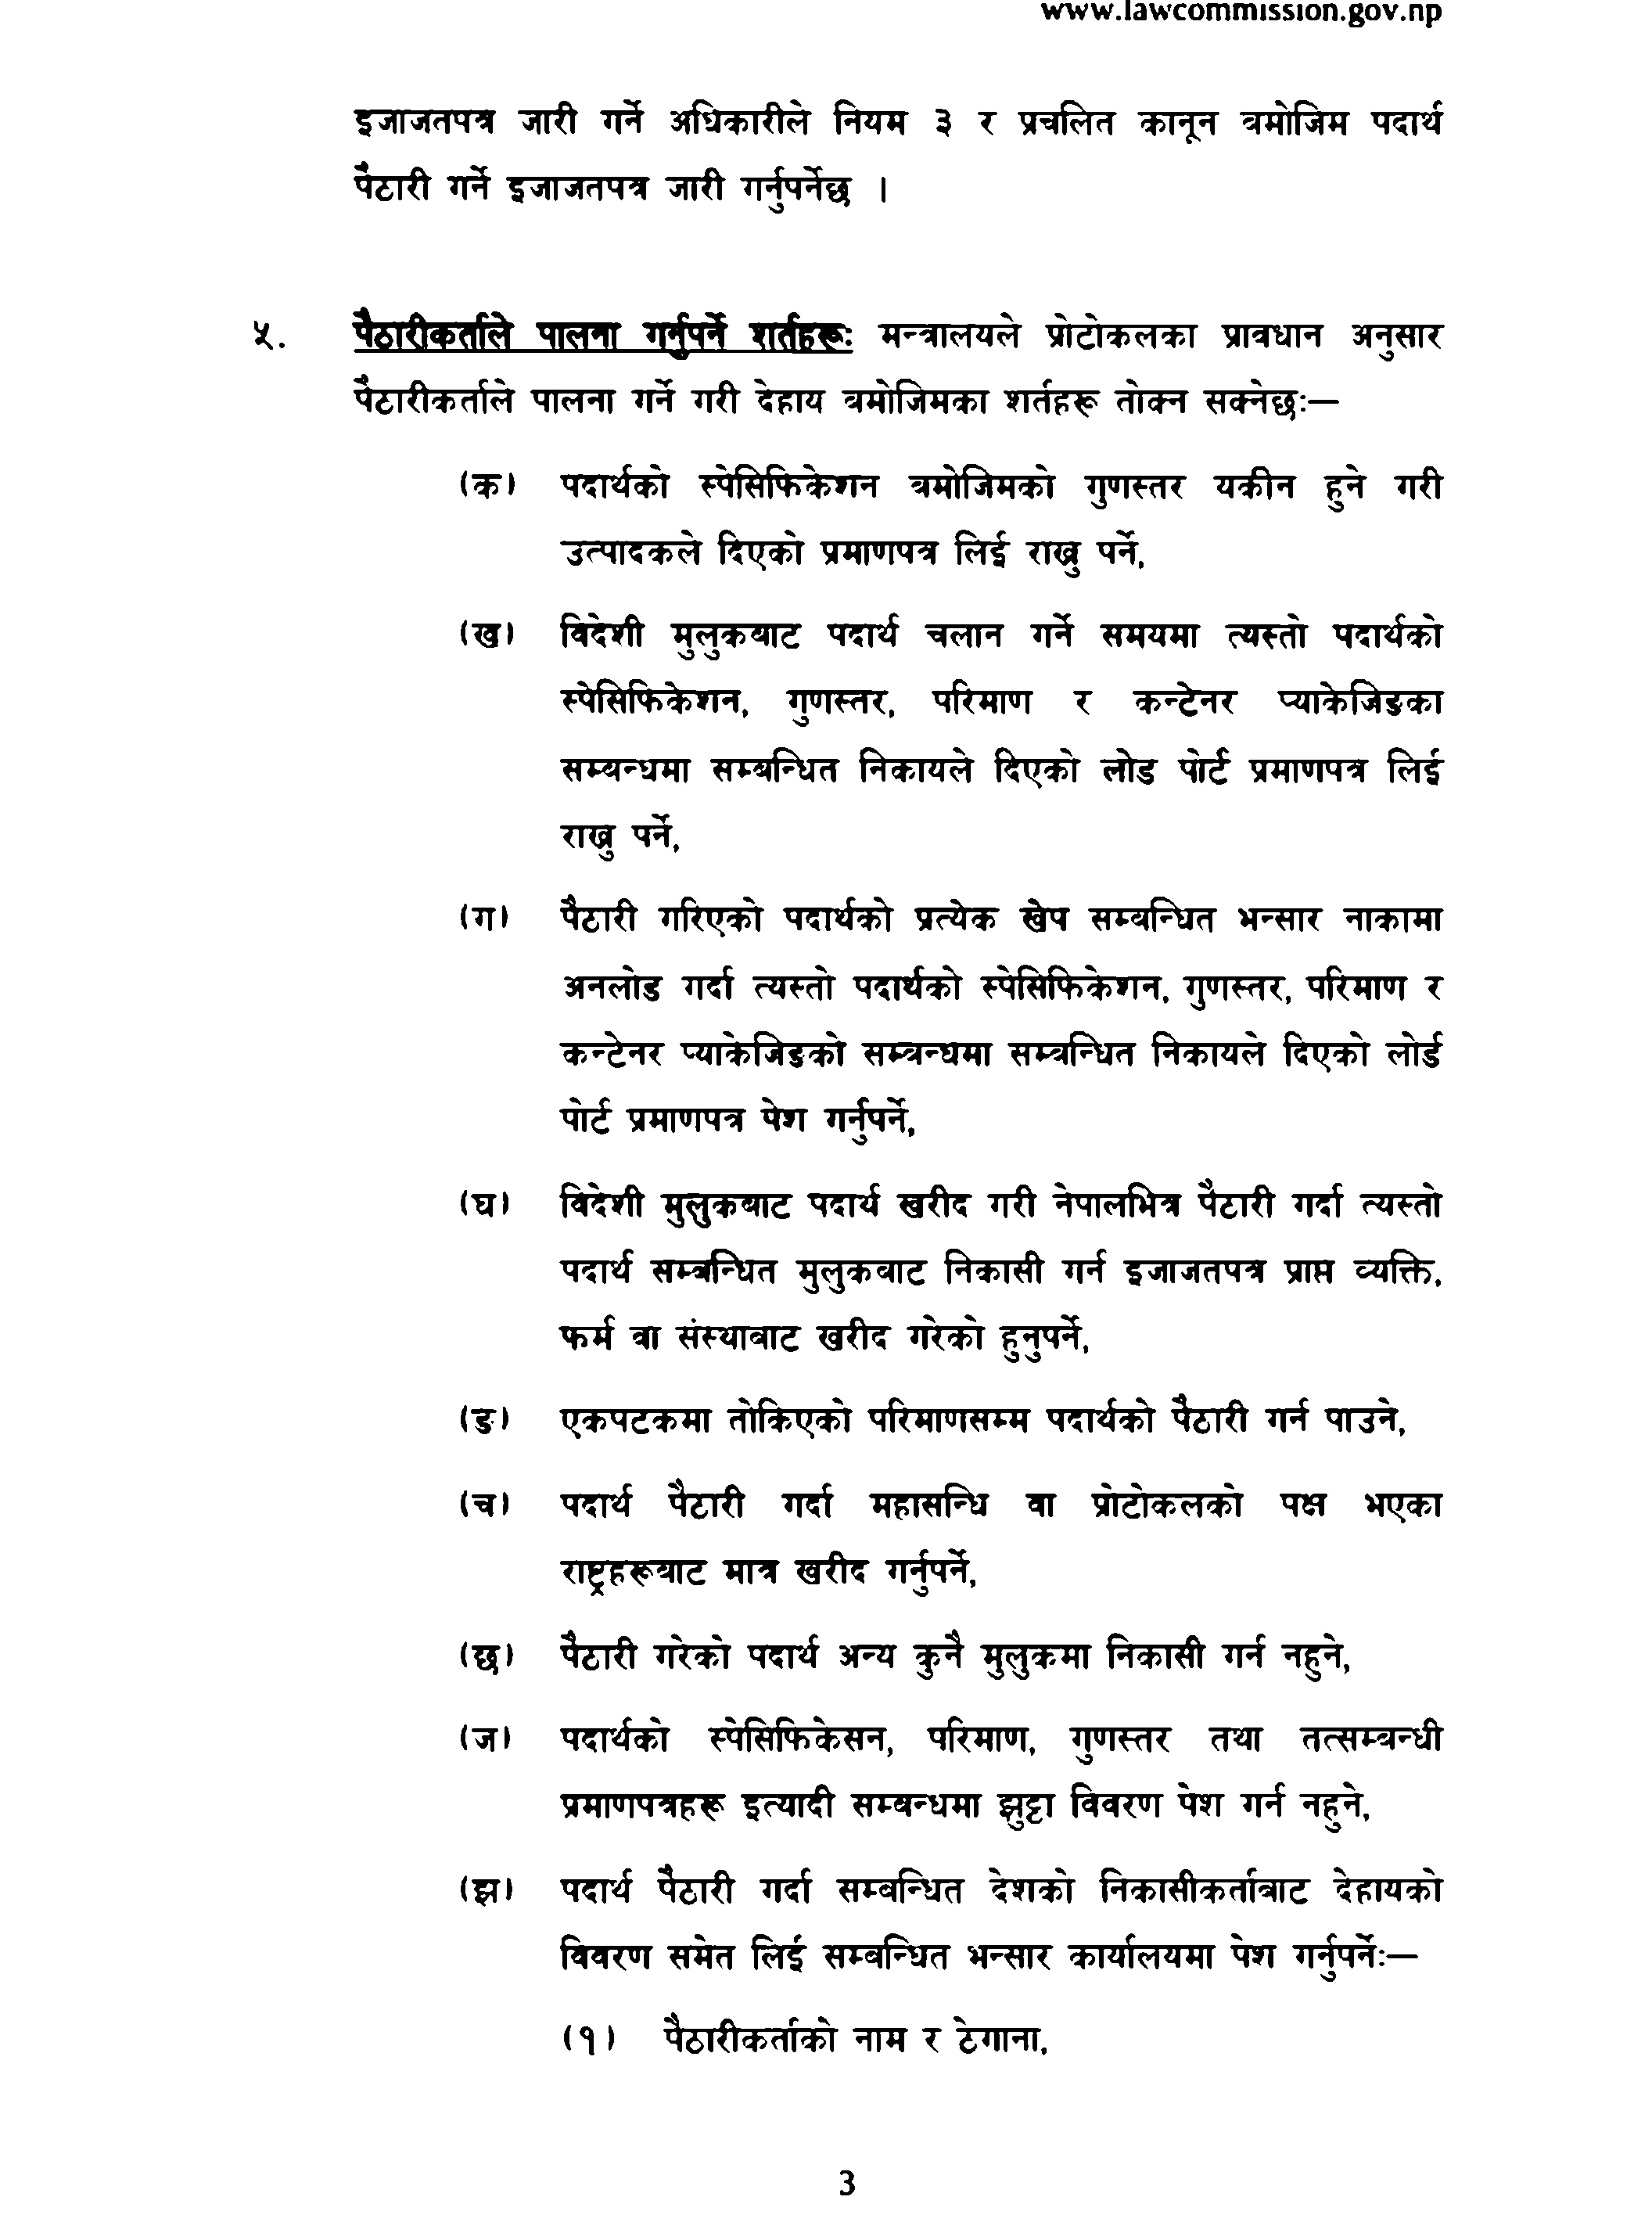 www.lawcommission.gov.np
इजाजतपत्र जारी गर्ने अधिकारीले नियम ३ र प्रचलित कानून बमोजिम पदार्थ
पैठारी गर्ने इजाजतपत्र जारी गर्नुपर्नेछ ।
५. पैठारीकर्ताले पालना गर्नुपर्ने शर्तहरूः मन्त्रालयले प्रोटोकलका प्रावधान अनुसार
पैठारीकर्ताले पालना गर्ने गरी देहाय बमोजिमका शर्तहरू तोक्न सक्नेछः—
(क) पदार्थको स्पेसिफिकेशन बमोजिमको गुणस्तर यकीन हुने गरी
उत्पादकले दिएको प्रमाणपत्र लिई राख्नु पर्ने,
(ख) विदेशी मुलुकबाट पदार्थ चलान गर्ने समयमा त्यस्तो पदार्थको
स्पेसिफिकेशन, गुणस्तर, परिमाण र कन्टेनर प्याकेजिङका
सम्बन्धमा सम्बन्धित निकायले दिएको लोड पोर्ट प्रमाणपत्र लिई
राख्नु पर्ने,
(ग) पैठारी गरिएको पदार्थको प्रत्येक खेप सम्बन्धित भन्सार नाकामा
अनलोड गर्दा त्यस्तो पदार्थको स्पेसिफिकेशन, गुणस्तर, परिमाण र
कन्टेनर प्याकेजिङको सम्बन्धमा सम्बन्धित निकायले दिएको लोर्ड
पोर्ट प्रमाणपत्र पेश गर्नुपर्ने,
(घ) विदेशी मुलुकबाट पदार्थ खरीद गरी नेपालभित्र पैठारी गर्दा त्यस्तो
पदार्थ सम्बन्धित मुलुकबाट निकासी गर्न इजाजतपत्र प्राप्त व्यक्ति,
फर्म वा संस्थाबाट खरीद गरेको हुनुपर्ने,
(ङ) एकपटकमा तोकिएको परिमाणसम्म पदार्थको पैठारी गर्न पाउने,
(च) पदार्थ पैठारी गर्दा महासन्धि वा प्रोटोकलको पक्ष भएका
राष्ट्रहरूबाट मात्र खरीद गर्नुपर्ने,
(छ) पैठारी गरेको पदार्थ अन्य कुनै मुलुकमा निकासी गर्न नहुने,
(ज) पदार्थको स्पेसिफिकेसन, परिमाण, गुणस्तर तथा तत्सम्बन्धी
प्रमाणपत्रहरू इत्यादी सम्बन्धमा झुट्टा विवरण पेश गर्न नहुने,
(झ) पदार्थ पैठारी गर्दा सम्बन्धित देशको निकासीकर्ताबाट देहायको
विवरण समेत लिई सम्बन्धित भन्सार कार्यालयमा पेश गर्नुपर्नेः—
(१) पैठारीकर्ताको नाम र ठेगाना,
3